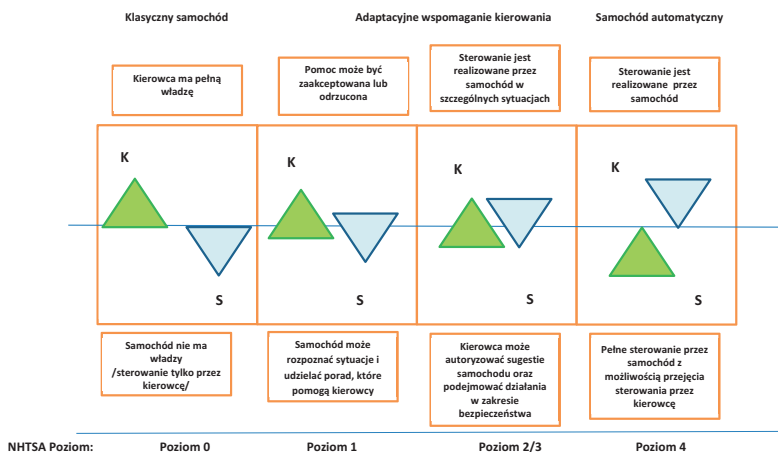 Klasyczny samochód
Adaptacyjne wspomaganie kierowania
Samochód automatyczny
Kierowca ma pełną
władzę
Pomoc może być
zaakceptowana lub
odrzucona
Sterowanie jest
realizowane przez
samochód w
szczególnych sytuacjach
Sterowanie jest
realizowane przez
samochód
K
S
K
S
K
S
K
S
Samochód nie ma
władzy
/sterowanie tylko przez
kierowcę/
Samochód może
rozpoznać sytuacje i
udzielać porad, które
pomogą kierowcy
Kierowca może
autoryzować sugestie
samochodu oraz
podejmować działania
w zakresie
bezpieczeństwa
Pełne sterowanie przez
samochód z
możliwością przejęcia
sterowania przez
kierowcę
NHTSA Poziom:
Poziom 0
Poziom 1
Poziom 2/3
Poziom 4